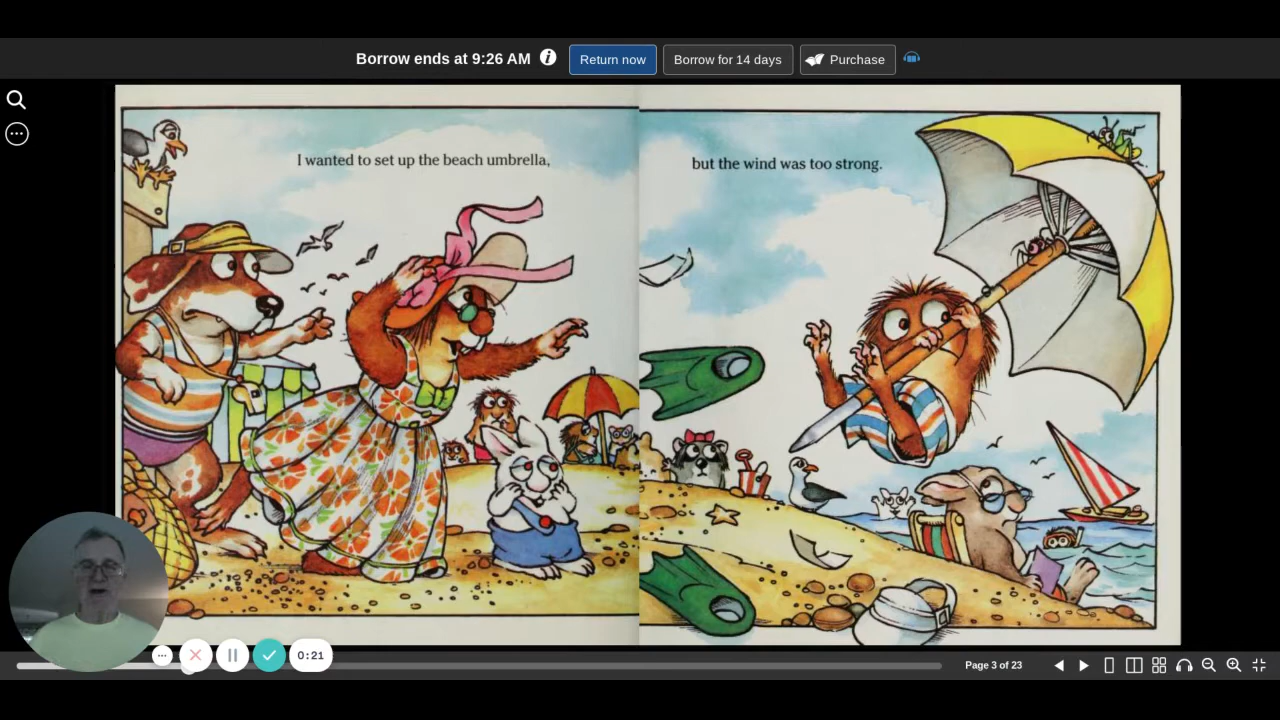 Borrow ends at 9:26 AM i Return now Borrow for 14 days Purchase
I wanted to set up the beach umbrella,
but the wind was too strong.
0:21
Page 3 of 23